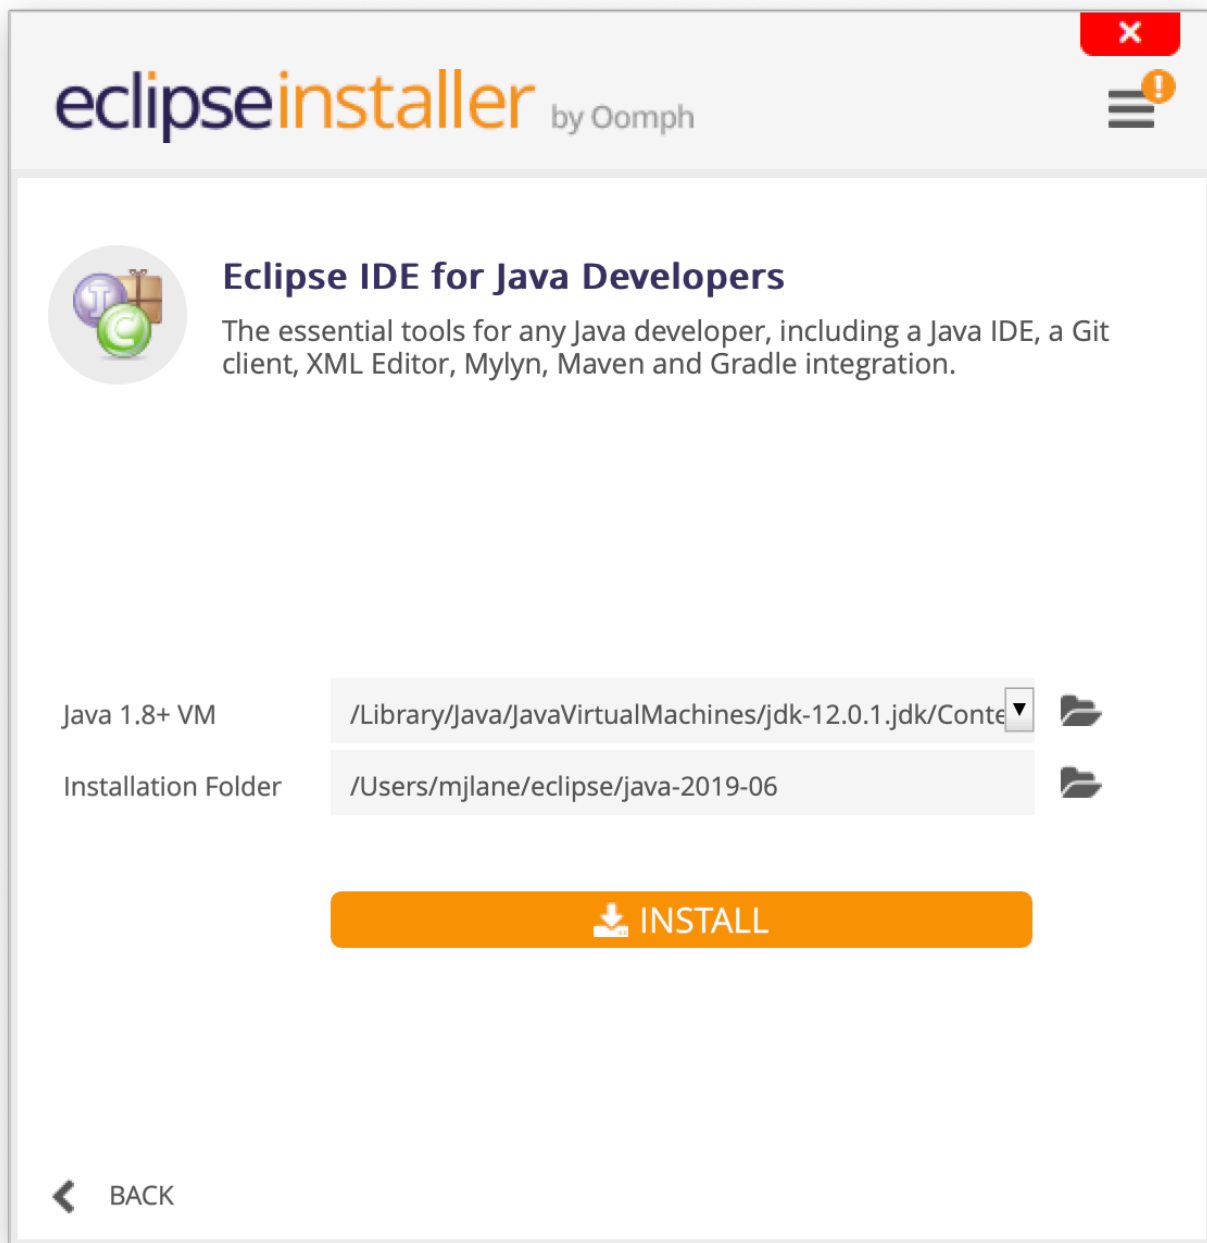 eclipseinstaller by Oomph
Eclipse IDE for Java Developers
The essential tools for any Java developer, including a Java IDE, a Git
client, XML Editor, Mylyn, Maven and Gradle integration.
Java 1.8+ VM /Library/Java/JavaVirtualMachines/jdk-12.0.1.jdk/Conte
Installation Folder /Users/mjlane/eclipse/java-2019-06
INSTALL
BACK